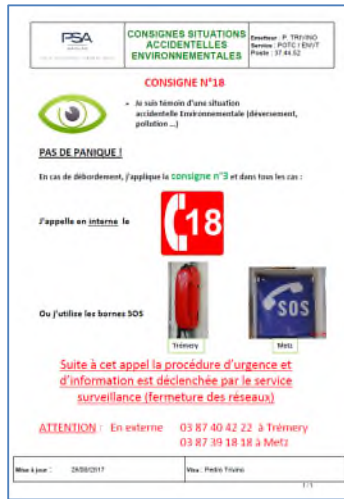 PSA
CONSIGNES SITUATIONS
ACCIDENTELLES
ENVIRONNEMENTALES
Emetteur : P. TRIVINO
Service : POTC / ENVT
Poste : 37.44.52
CONSIGNE N°18
- Je suis témoin d'une situation
accidentelle Environnementale (déversement,
pollution ...)
PAS DE PANIQUE !
En cas de débordement, j'applique la consigne n°3 et dans tous les cas :
J'appelle en interne le
18
Ou j'utilise les bornes SOS
SOS
Trémery
Metz
Suite à cet appel la procédure d'urgence et
d'information est déclenchée par le service
surveillance (fermeture des réseaux)
ATTENTION : En externe 03 87 40 42 22 à Trémery
03 87 39 18 18 à Metz
Mise à jour : 29/08/2017
Visa : Pedro Trivino
1 / 1